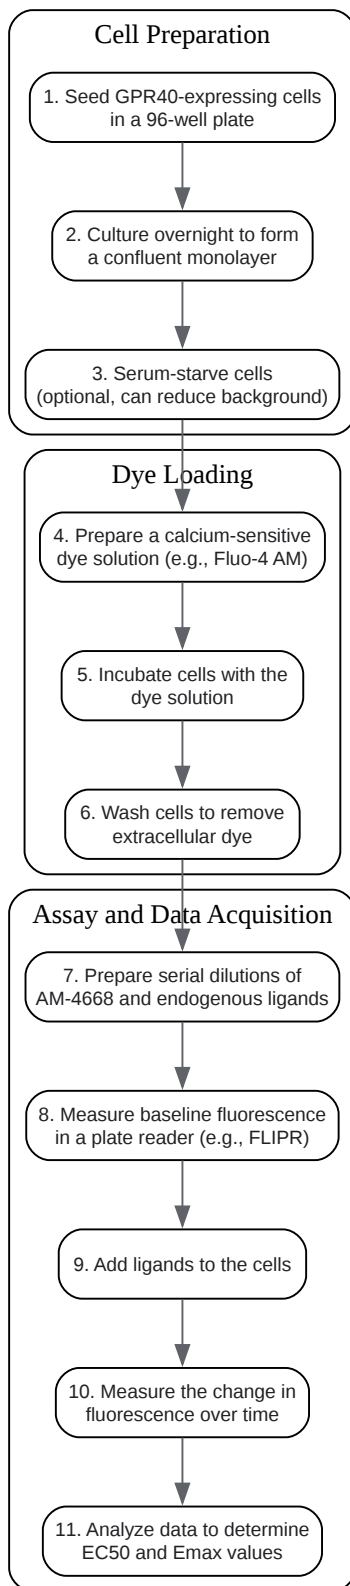 Cell Preparation
1. Seed GPR40-expressing cells
in a 96-well plate
2. Culture overnight to form
a confluent monolayer
3. Serum-starve cells
(optional, can reduce background)
Dye Loading
4. Prepare a calcium-sensitive
dye solution (e.g., Fluo-4 AM)
5. Incubate cells with the
dye solution
6. Wash cells to remove
extracellular dye
Assay and Data Acquisition
7. Prepare serial dilutions of
AM-4668 and endogenous ligands
8. Measure baseline fluorescence
in a plate reader (e.g., FLIPR)
9. Add ligands to the cells
10. Measure the change in
fluorescence over time
11. Analyze data to determine
EC50 and Emax values